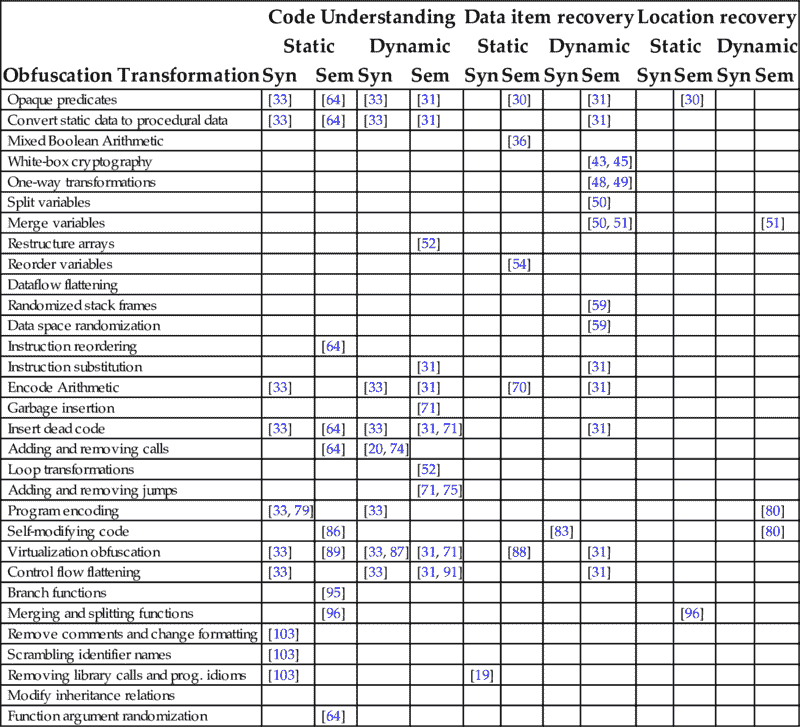 Code Understanding Data item recovery Location recovery
Static Dynamic Static Dynamic Static Dynamic
Obfuscation Transformation Syn Sem Syn Sem Syn Sem Syn Sem Syn Sem Syn Sem
Opaque predicates [33] [64] [33] [31] [30] [31] [30]
Convert static data to procedural data [33] [64] [33] [31] [31]
Mixed Boolean Arithmetic [36]
White-box cryptography [43, 45]
One-way transformations [48, 49]
Split variables [50]
Merge variables [50, 51] [51]
Restructure arrays [52]
Reorder variables [54]
Dataflow flattening
Randomized stack frames [59]
Data space randomization [59]
Instruction reordering [64]
Instruction substitution [31] [31]
Encode Arithmetic [33] [33] [31] [70] [31]
Garbage insertion [71]
Insert dead code [33] [64] [33] [31, 71] [31]
Adding and removing calls [64] [20, 74]
Loop transformations [52]
Adding and removing jumps [71, 75]
Program encoding [33, 79] [33] [80]
Self-modifying code [86] [83] [80]
Virtualization obfuscation [33] [89] [33, 87] [31, 71] [88] [31]
Control flow flattening [33] [33] [31, 91] [31]
Branch functions [95]
Merging and splitting functions [96] [96]
Remove comments and change formatting [103]
Scrambling identifier names [103]
Removing library calls and prog. idioms [103] [19]
Modify inheritance relations
Function argument randomization [64]